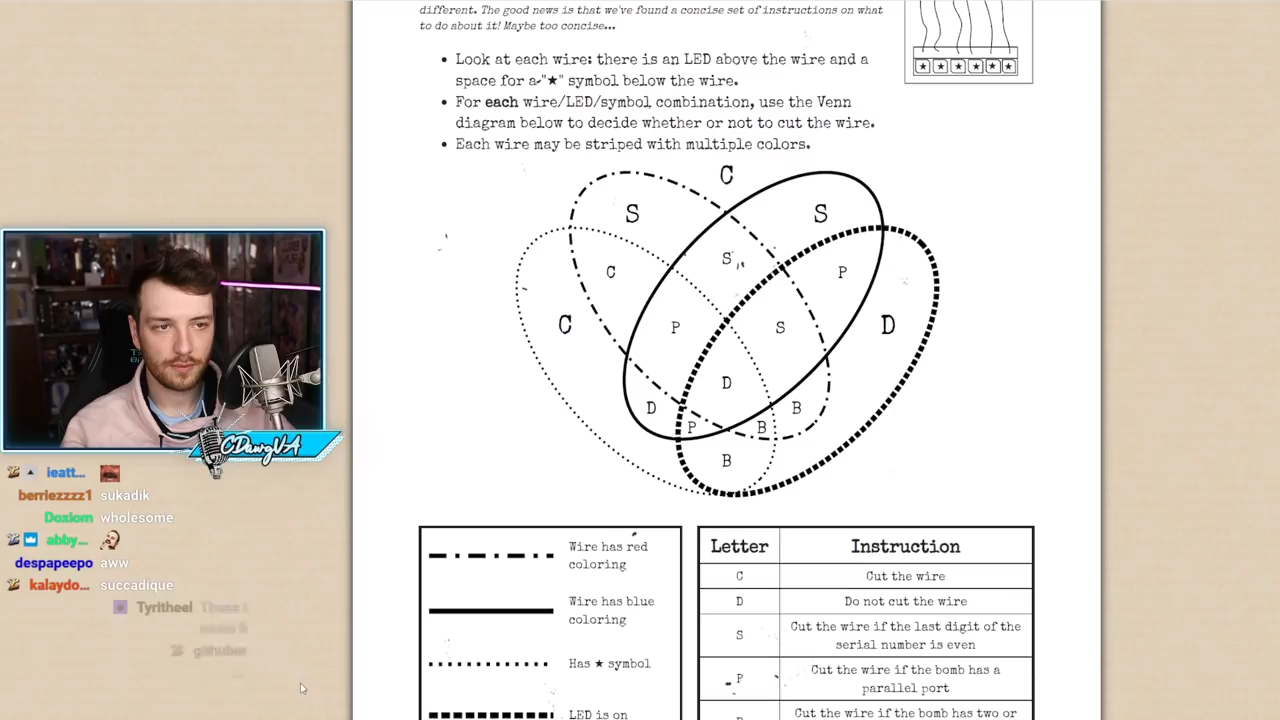 different. The good news is that we've found a concise set of instructions on what
to do about it! Maybe too concise...
• Look at each wire: there is an LED above the wire and a
space for a "★" symbol below the wire.
• For each wire/LED/symbol combination, use the Venn
diagram below to decide whether or not to cut the wire.
• Each wire may be striped with multiple colors.
C
S
S
S
C
P
C
P
S
D
D
D
B
P
B
B
Wire has red
coloring
Wire has blue
coloring
Has ★ symbol
LED is on
Letter Instruction
C Cut the wire
D Do not cut the wire
S Cut the wire if the last digit of the
serial number is even
P Cut the wire if the bomb has a
parallel port
Cut the wire if the bomb has two or
CDawgVA
ieatt...
berriezzzz1 sukadik
Doxiom wholesome
abby...
despapeepo aww
kalaydo... succadique
Tyritheel
githuber